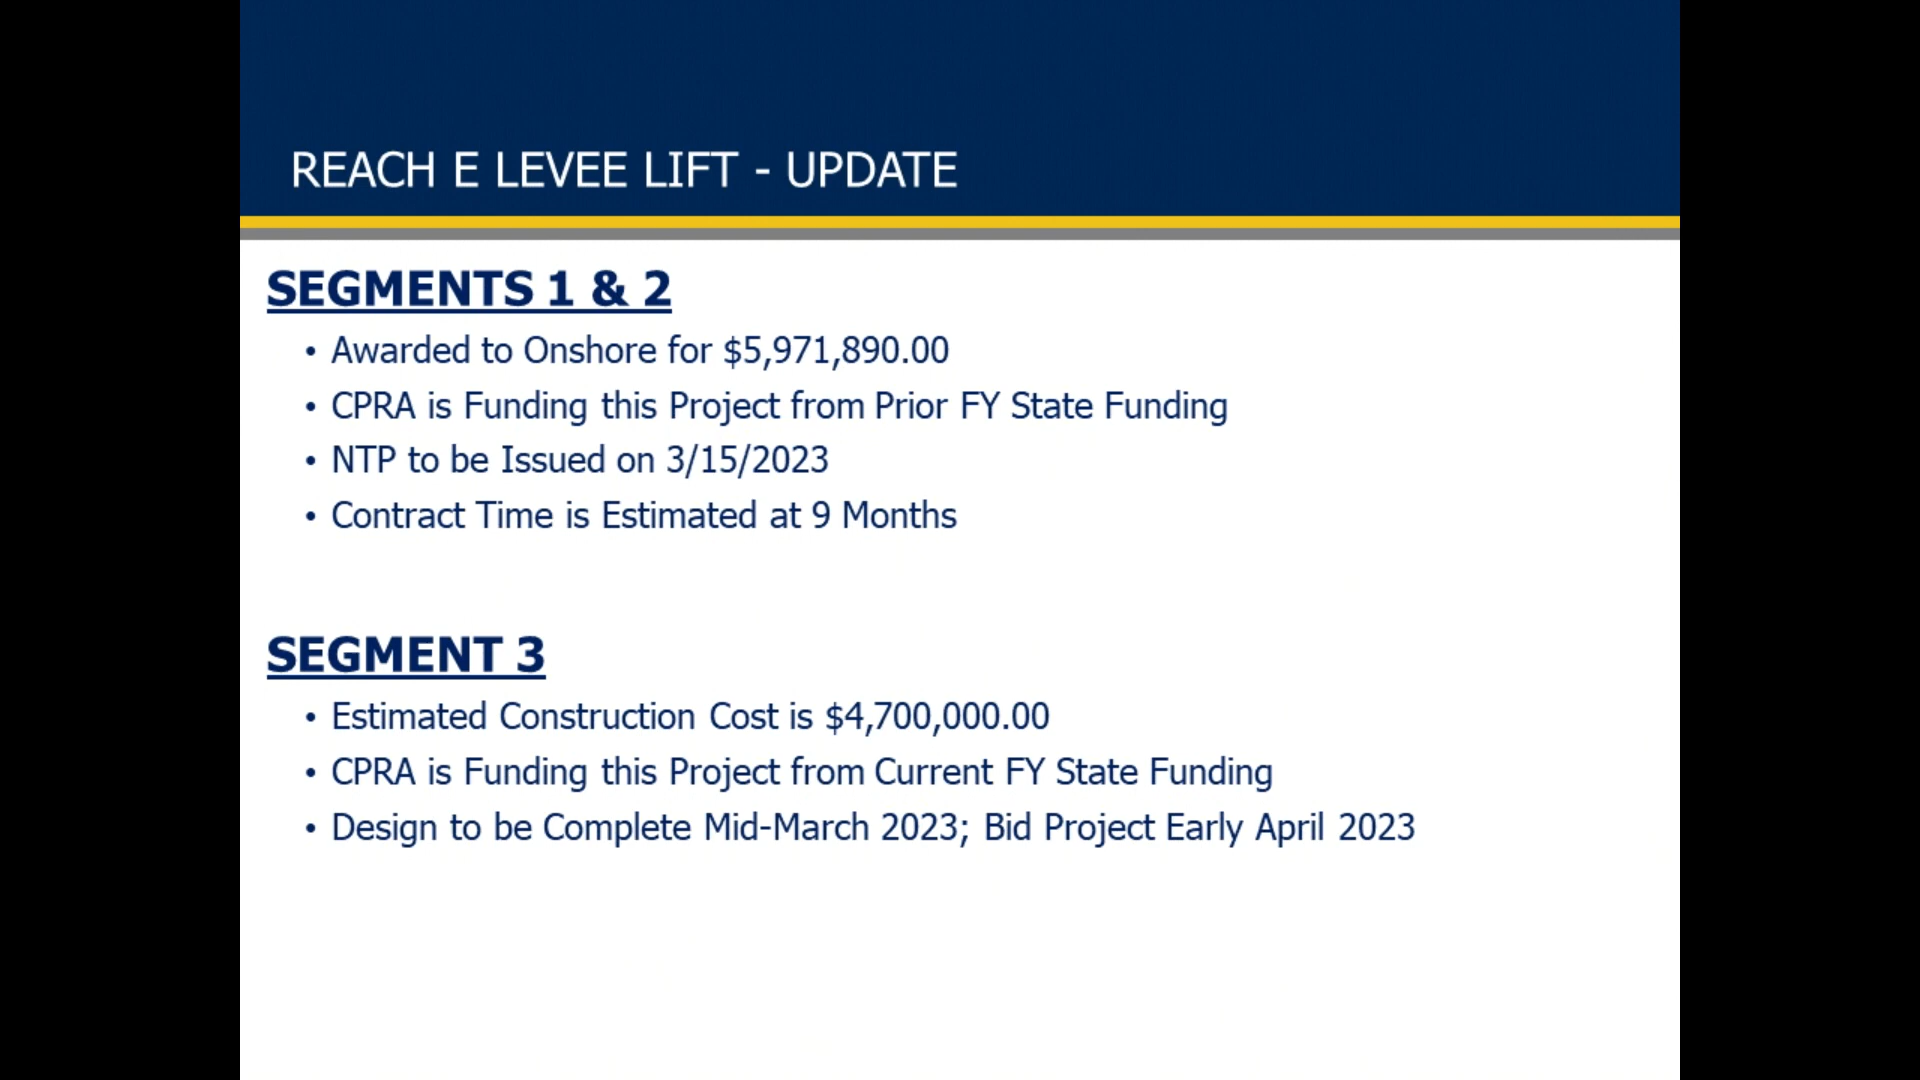 REACH E LEVEE LIFT - UPDATE
SEGMENTS 1 & 2
• Awarded to Onshore for $5,971,890.00
• CPRA is Funding this Project from Prior FY State Funding
• NTP to be Issued on 3/15/2023
• Contract Time is Estimated at 9 Months
SEGMENT 3
• Estimated Construction Cost is $4,700,000.00
• CPRA is Funding this Project from Current FY State Funding
• Design to be Complete Mid-March 2023; Bid Project Early April 2023